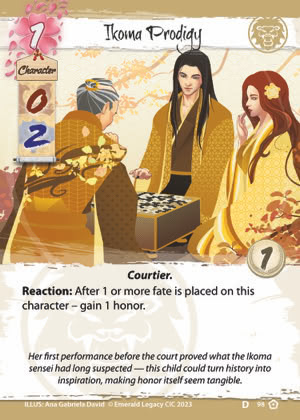 Ikoma Prodigy
1
Character
0
2
1
Courtier.
Reaction: After 1 or more fate is placed on this
character – gain 1 honor.
Her first performance before the court proved what the Ikoma
sensei had long suspected — this child could turn history into
inspiration, making honor itself seem tangible.
ILLUS: Ana Gabriela David © Emerald Legacy CIC 2023 D 98